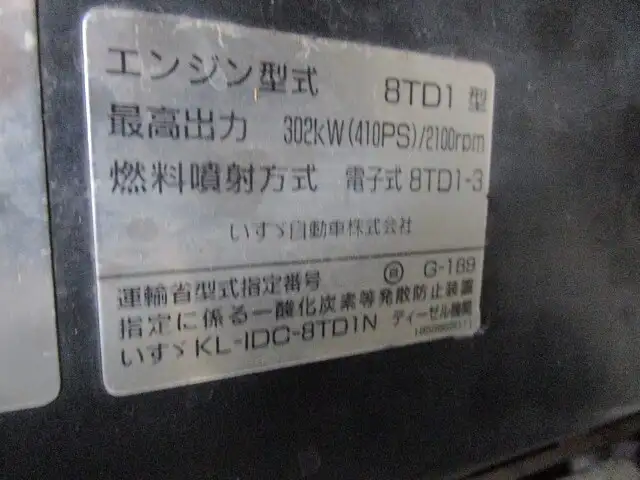 エンジン型式 8TD1 型
最高出力 302kW(410PS)/2100rpm
燃料噴射方式 電子式 8TD1-3
いすゞ自動車株式会社
運輸省型式指定番号 自 G-189
指定に係る一酸化炭素等発散防止装置
いすゞ KL-IDC-8TD1N ディーゼル機関